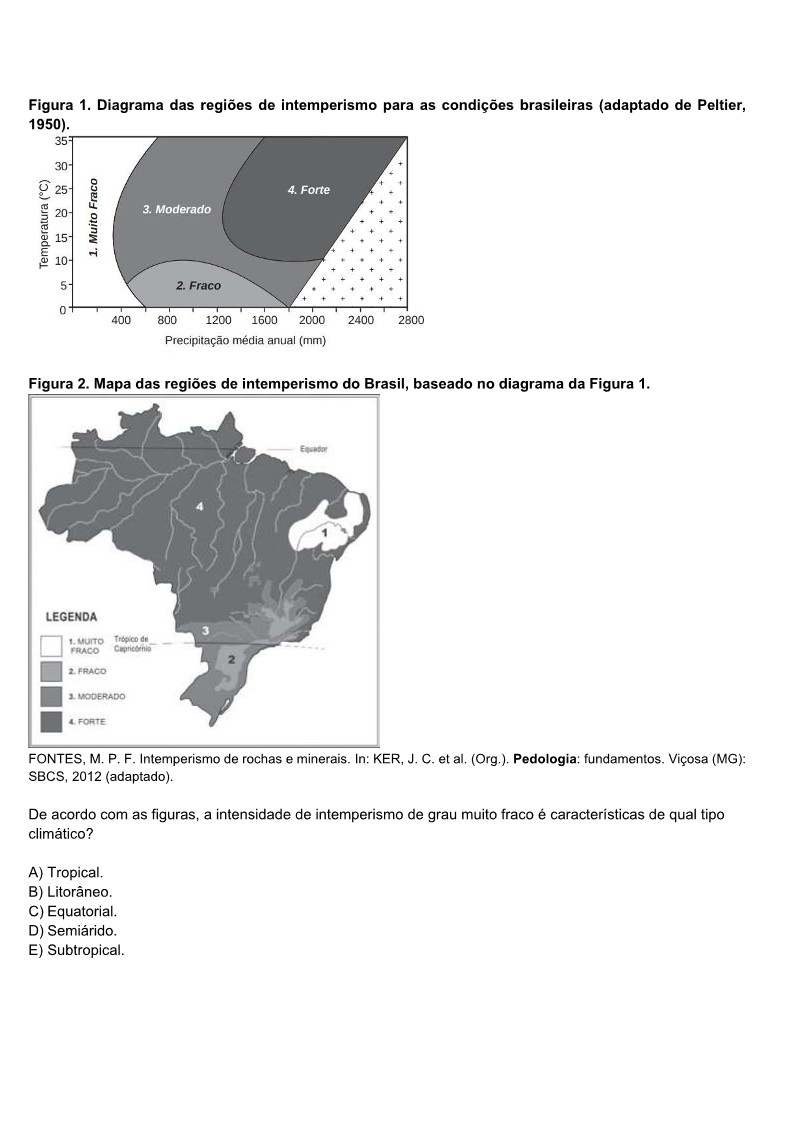 Figura 1. Diagrama das regiões de intemperismo para as condições brasileiras (adaptado de Peltier,
1950).
35
30
25
20
15
10
5
0
Temperatura (°C)
1. Muito Fraco
3. Moderado
4. Forte
2. Fraco
400 800 1200 1600 2000 2400 2800
Precipitação média anual (mm)
Figura 2. Mapa das regiões de intemperismo do Brasil, baseado no diagrama da Figura 1.
Equador
4
1
3
2
LEGENDA
1. MUITO
FRACO
2. FRACO
3. MODERADO
4. FORTE
Trópico de
Capricórnio
FONTES, M. P. F. Intemperismo de rochas e minerais. In: KER, J. C. et al. (Org.). Pedologia: fundamentos. Viçosa (MG):
SBCS, 2012 (adaptado).
De acordo com as figuras, a intensidade de intemperismo de grau muito fraco é características de qual tipo
climático?
A) Tropical.
B) Litorâneo.
C) Equatorial.
D) Semiárido.
E) Subtropical.